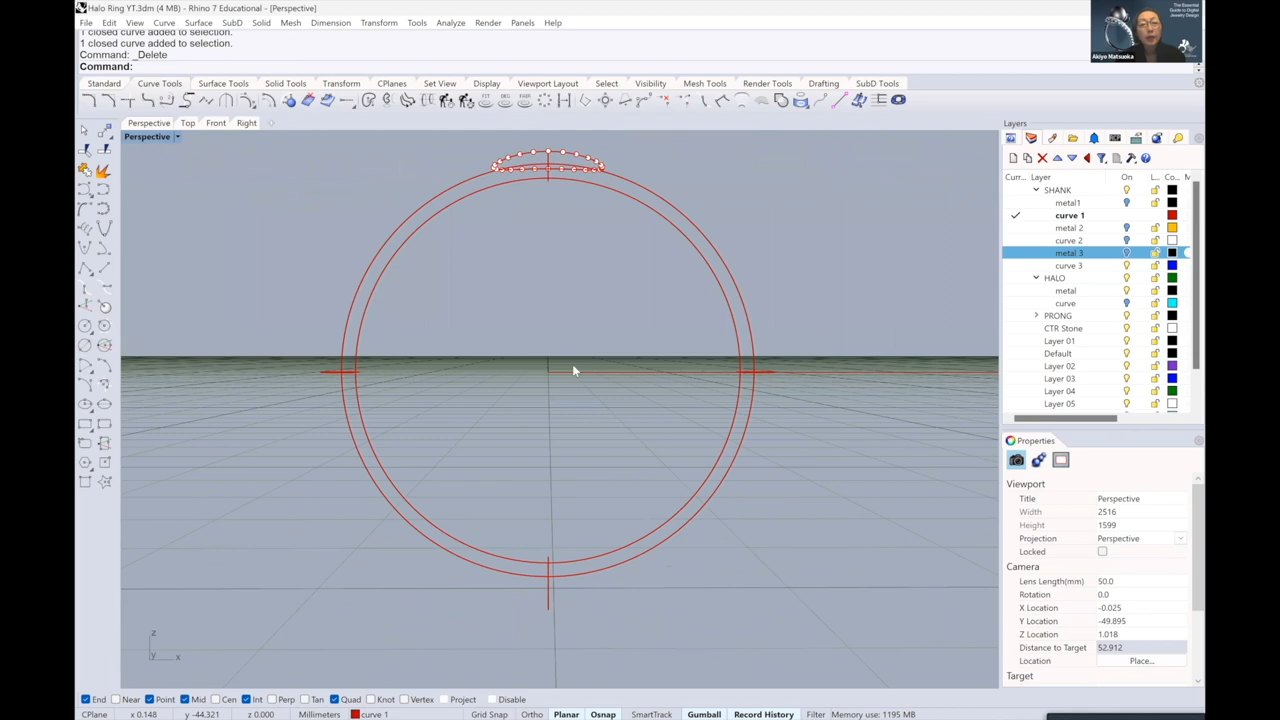 Halo Ring YT.3dm (4 MB) - Rhino 7 Educational - [Perspective]
File Edit View Curve Surface SubD Solid Mesh Dimension Transform Tools Analyze Render Panels Help
1 closed curve added to selection.
1 closed curve added to selection.
Command: _Delete
Command:
The Essential
Guide to Digital
Jewelry Design
Akiyo Matsuoka
Standard Curve Tools Surface Tools Solid Tools Transform CPlanes Set View Display Viewport Layout Select Visibility Mesh Tools Render Tools Drafting SubD Tools
Perspective Top Front Right
Perspective
z
y x
Layers
Curr... Layer On L... Co... M
SHANK
metal1
curve 1
metal 2
curve 2
metal 3
curve 3
HALO
metal
curve
PRONG
CTR Stone
Layer 01
Default
Layer 02
Layer 03
Layer 04
Layer 05
Properties
Viewport
Title Perspective
Width 2516
Height 1599
Projection Perspective
Locked
Camera
Lens Length(mm) 50.0
Rotation 0.0
X Location -0.025
Y Location -49.895
Z Location 1.018
Distance to Target 52.912
Location Place...
Target
End Near Point Mid Cen Int Perp Tan Quad Knot Vertex Project Disable
CPlane x 0.148 y -44.321 z 0.000 Millimeters curve 1 Grid Snap Ortho Planar Osnap SmartTrack Gumball Record History Filter Memory use: 1195 MB